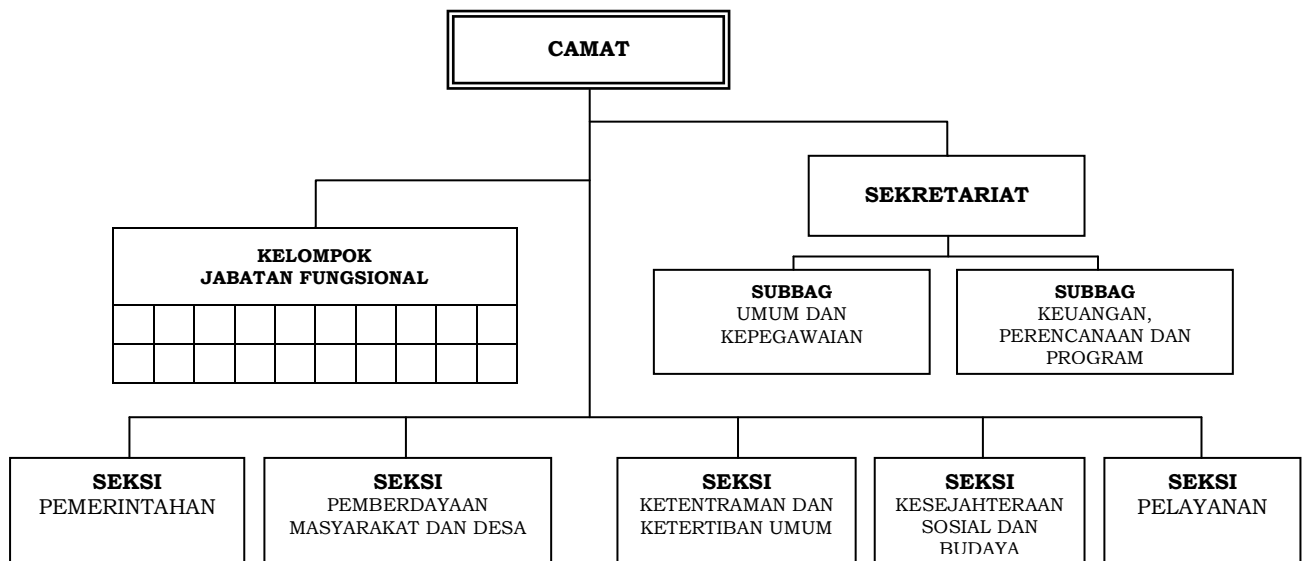 CAMAT
SEKRETARIAT
KELOMPOK
JABATAN FUNGSIONAL
SUBBAG
UMUM DAN
KEPEGAWAIAN
SUBBAG
KEUANGAN,
PERENCANAAN DAN
PROGRAM
SEKSI
PEMERINTAHAN
SEKSI
PEMBERDAYAAN
MASYARAKAT DAN DESA
SEKSI
KETENTRAMAN DAN
KETERTIBAN UMUM
SEKSI
KESEJAHTERAAN
SOSIAL DAN
BUDAYA
SEKSI
PELAYANAN